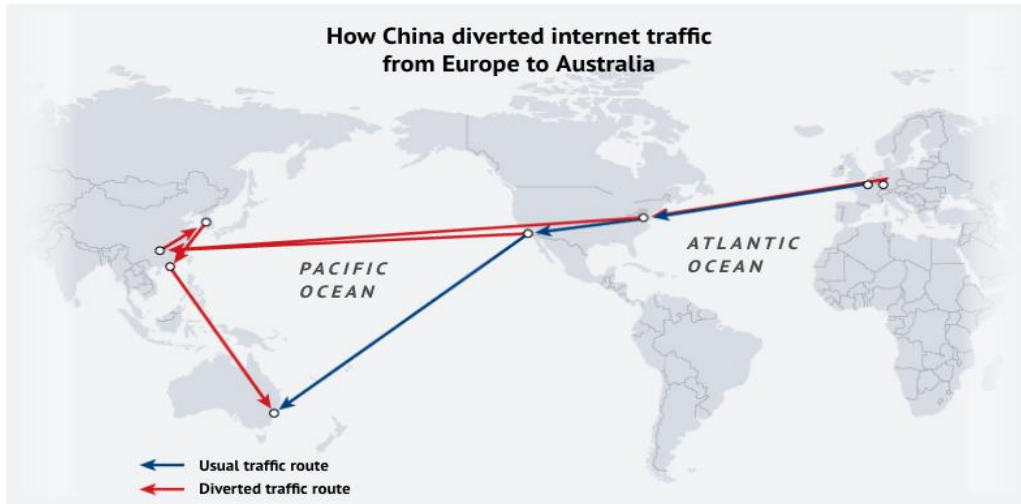 How China diverted internet traffic
from Europe to Australia
ATLANTIC
OCEAN
PACIFIC
OCEAN
Usual traffic route
Diverted traffic route